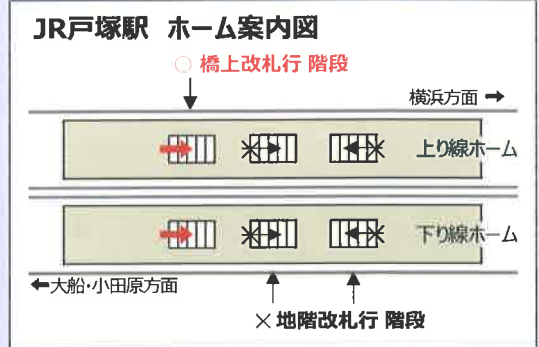 JR戸塚駅 ホーム案内図
○ 橋上改札行 階段
横浜方面 →
上り線ホーム
下り線ホーム
←大船・小田原方面
× 地階改札行 階段